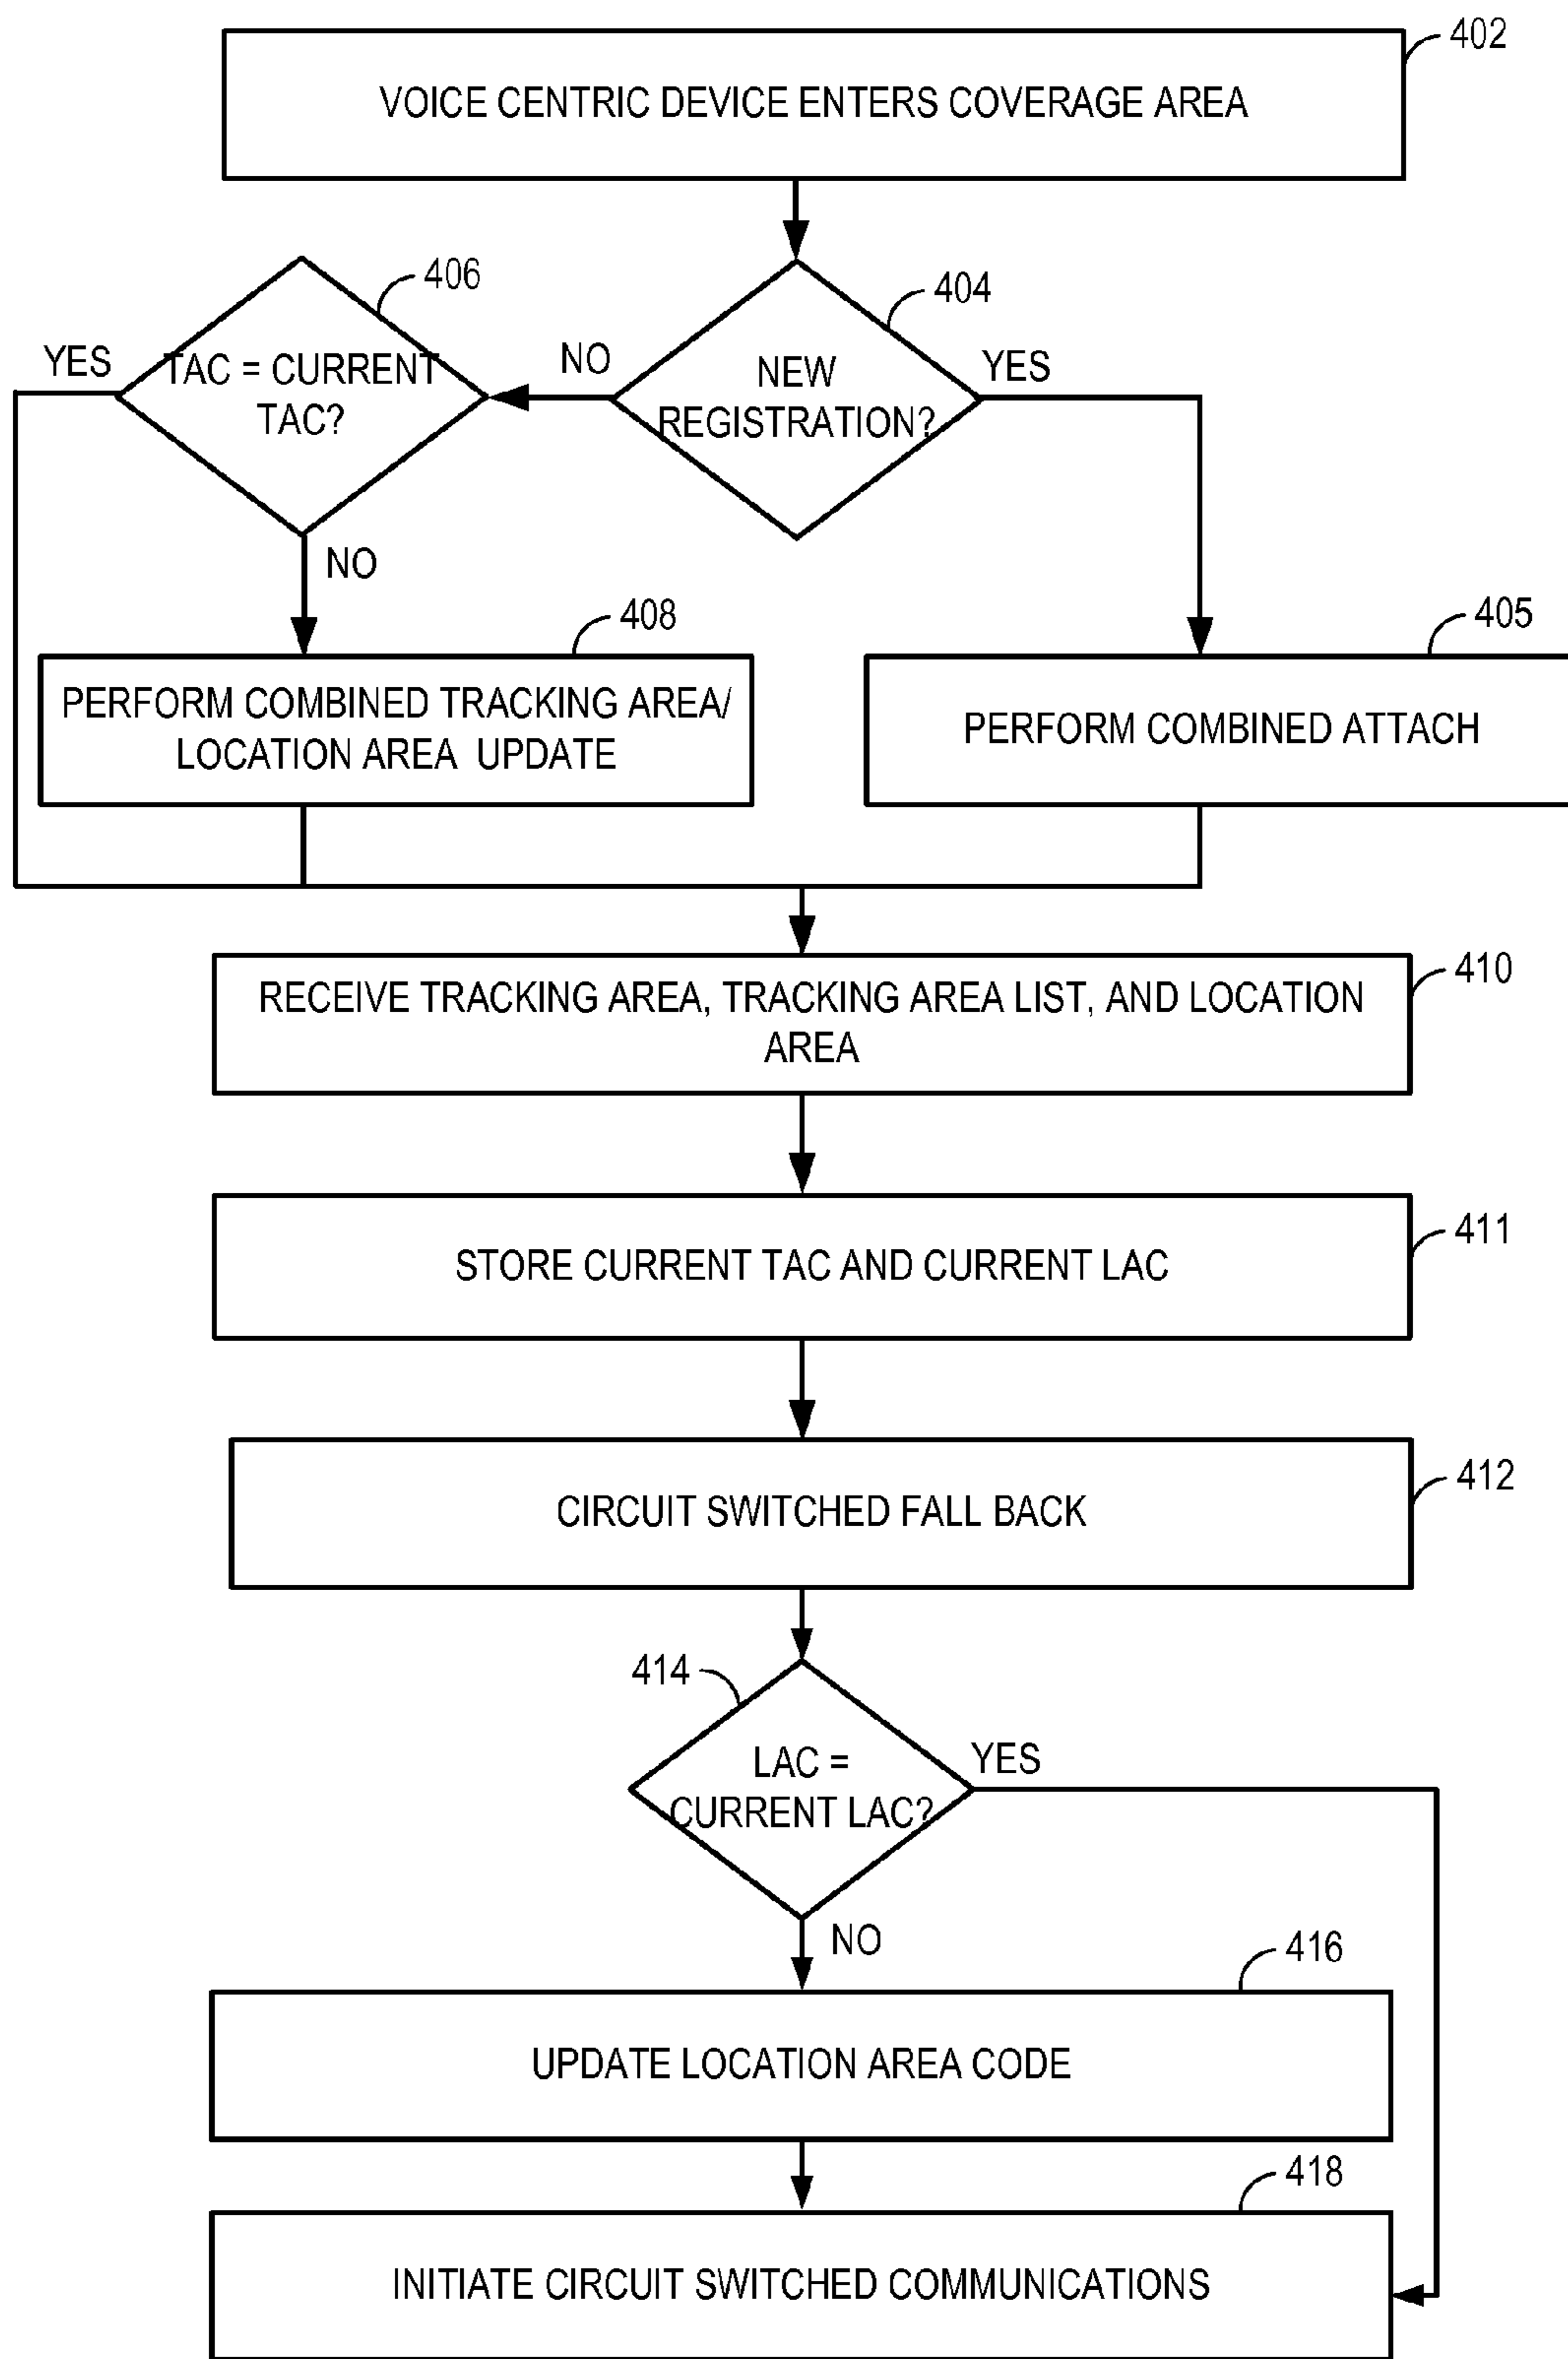 402
VOICE CENTRIC DEVICE ENTERS COVERAGE AREA
406
404
YES
TAC = CURRENT
TAC?
NO
NEW
REGISTRATION?
YES
NO
408
405
PERFORM COMBINED TRACKING AREA/
LOCATION AREA UPDATE
PERFORM COMBINED ATTACH
410
RECEIVE TRACKING AREA, TRACKING AREA LIST, AND LOCATION
AREA
411
STORE CURRENT TAC AND CURRENT LAC
412
CIRCUIT SWITCHED FALL BACK
414
LAC =
CURRENT LAC?
YES
NO
416
UPDATE LOCATION AREA CODE
418
INITIATE CIRCUIT SWITCHED COMMUNICATIONS